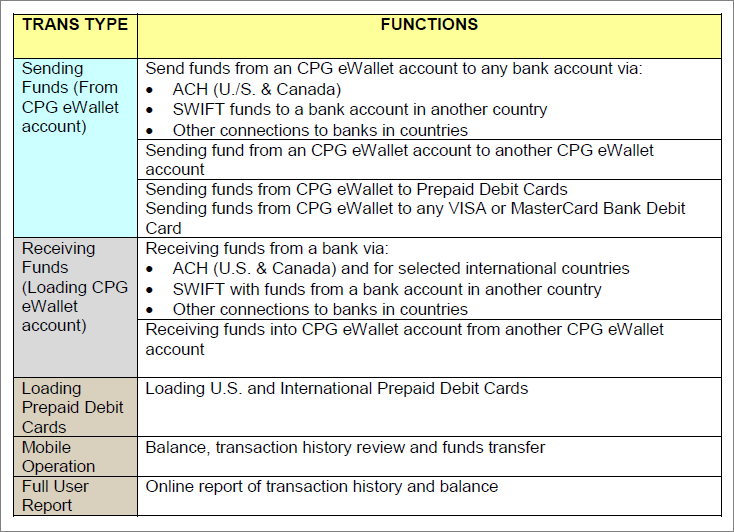 TRANS TYPE
FUNCTIONS
Sending
Funds (From
CPG eWallet
account)
Send funds from an CPG eWallet account to any bank account via:
• ACH (U./S. & Canada)
• SWIFT funds to a bank account in another country
• Other connections to banks in countries
Sending fund from an CPG eWallet account to another CPG eWallet
account
Sending funds from CPG eWallet to Prepaid Debit Cards
Sending funds from CPG eWallet to any VISA or MasterCard Bank Debit
Card
Receiving
Funds
(Loading CPG
eWallet
account)
Receiving funds from a bank via:
• ACH (U.S. & Canada) and for selected international countries
• SWIFT with funds from a bank account in another country
• Other connections to banks in countries
Receiving funds into CPG eWallet account from another CPG eWallet
account
Loading
Prepaid Debit
Cards
Loading U.S. and International Prepaid Debit Cards
Mobile
Operation
Balance, transaction history review and funds transfer
Full User
Report
Online report of transaction history and balance